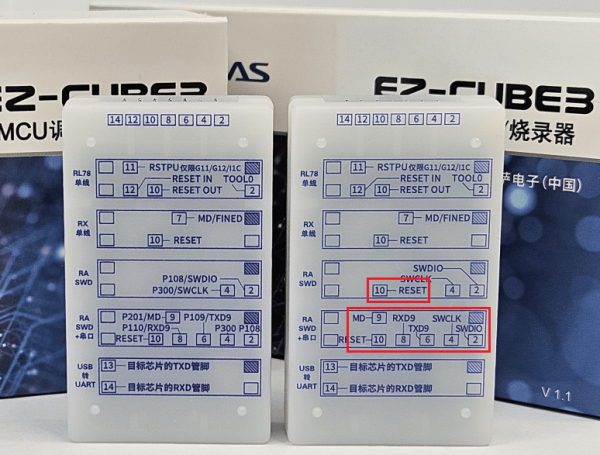 EZ-CUBE3
MCU调
AS
EZ-CUBE3
烧录器
萨电子(中国)
V 1.1
14 12 10 8 6 4 2
RL78
单线
11 RSTPU仅限G11/G12/I1C
RESET IN TOOL0
12 10 RESET OUT 2
RX
单线
7 MD/FINED
10 RESET
RA
SWD
P108/SWDIO
P300/SWCLK 4 2
RA
SWD
+串口
P201/MD 9 P109/TXD9
P110/RXD9 P300 P108
RESET 10 8 6 4 2
USB
转
UART
13 目标芯片的TXD管脚
14 目标芯片的RXD管脚
14 12 10 8 6 4 2
RL78
单线
11 RSTPU仅限G11/G12/I1C
RESET IN TOOL0
12 10 RESET OUT 2
RX
单线
7 MD/FINED
10 RESET
RA
SWD
SWDIO
SWCLK
10 RESET 4 2
RA
SWD
+串口
MD 9 RXD9 SWCLK
TXD9 SWDIO
RESET 10 8 6 4 2
USB
转
UART
13 目标芯片的TXD管脚
14 目标芯片的RXD管脚